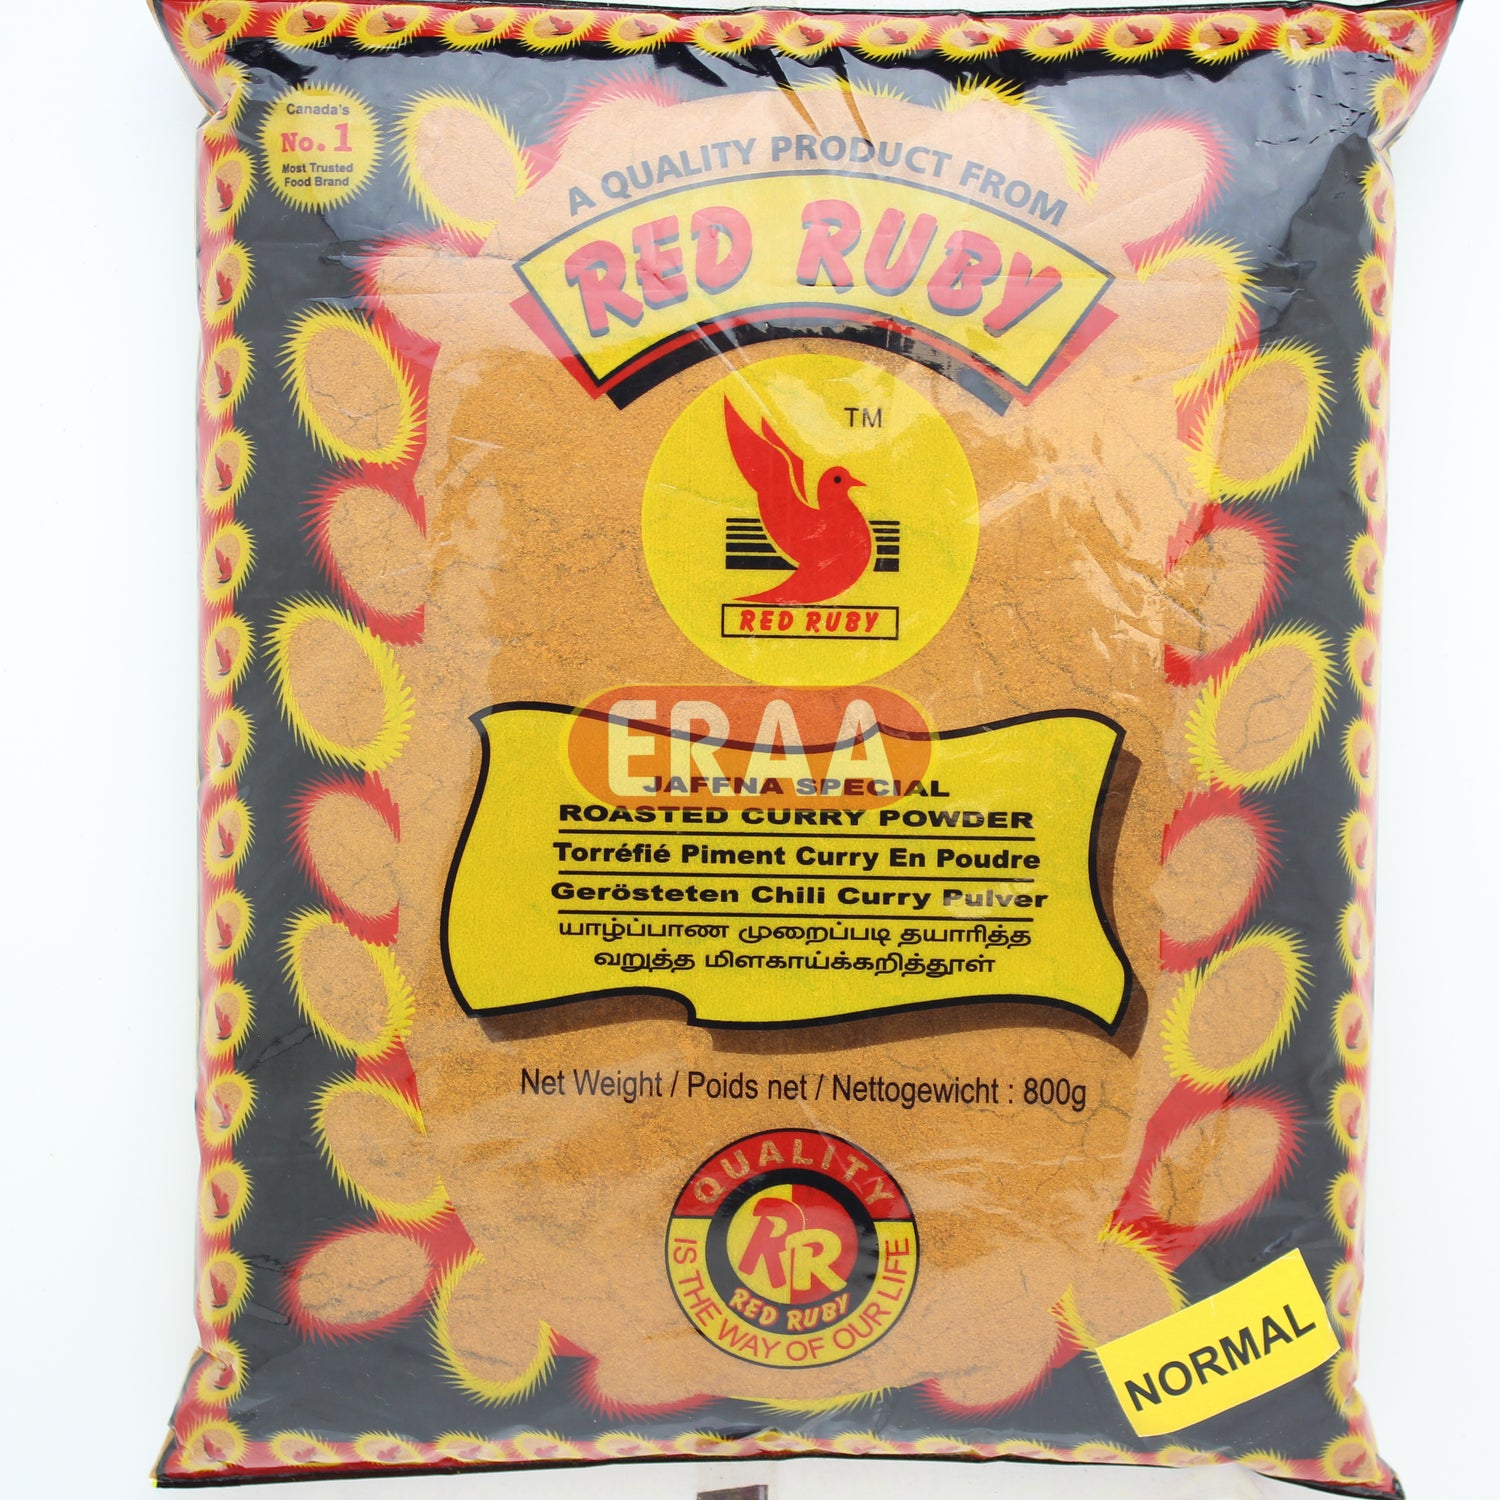 Canada's
No.1
Most Trusted
Food Brand
A QUALITY PRODUCT FROM
RED RUBY
TM
RED RUBY
ERAA
JAFFNA SPECIAL
ROASTED CURRY POWDER
Torréfié Piment Curry En Poudre
Gerösteten Chili Curry Pulver
யாழ்ப்பாண முறைப்படி தயாரித்த
வறுத்த மிளகாய்க்கறித்தூள்
Net Weight / Poids net / Nettogewicht : 800g
QUALITY
RR
RED RUBY
IS THE WAY OF OUR LIFE
NORMAL